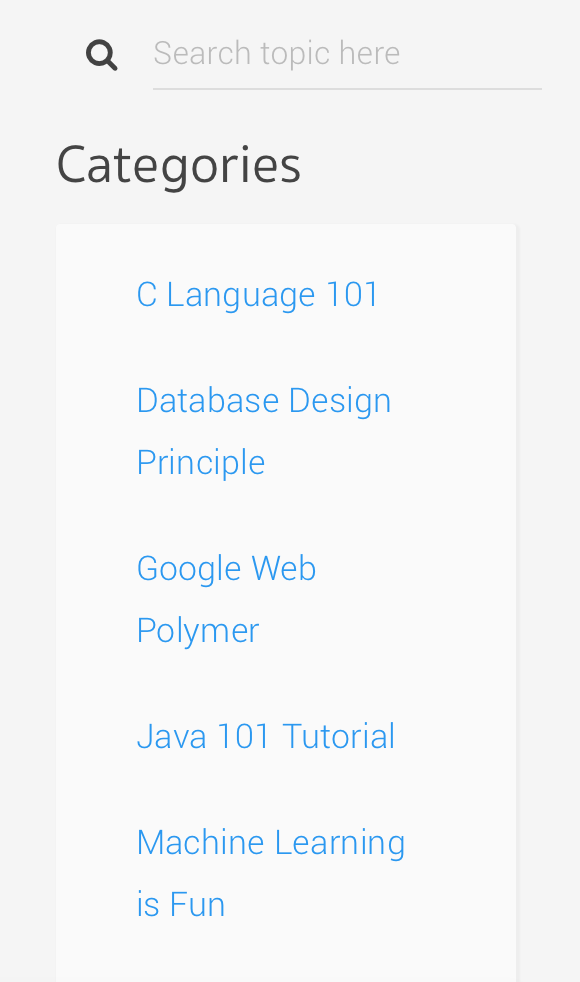 Search topic here
Categories
C Language 101
Database Design
Principle
Google Web
Polymer
Java 101 Tutorial
Machine Learning
is Fun